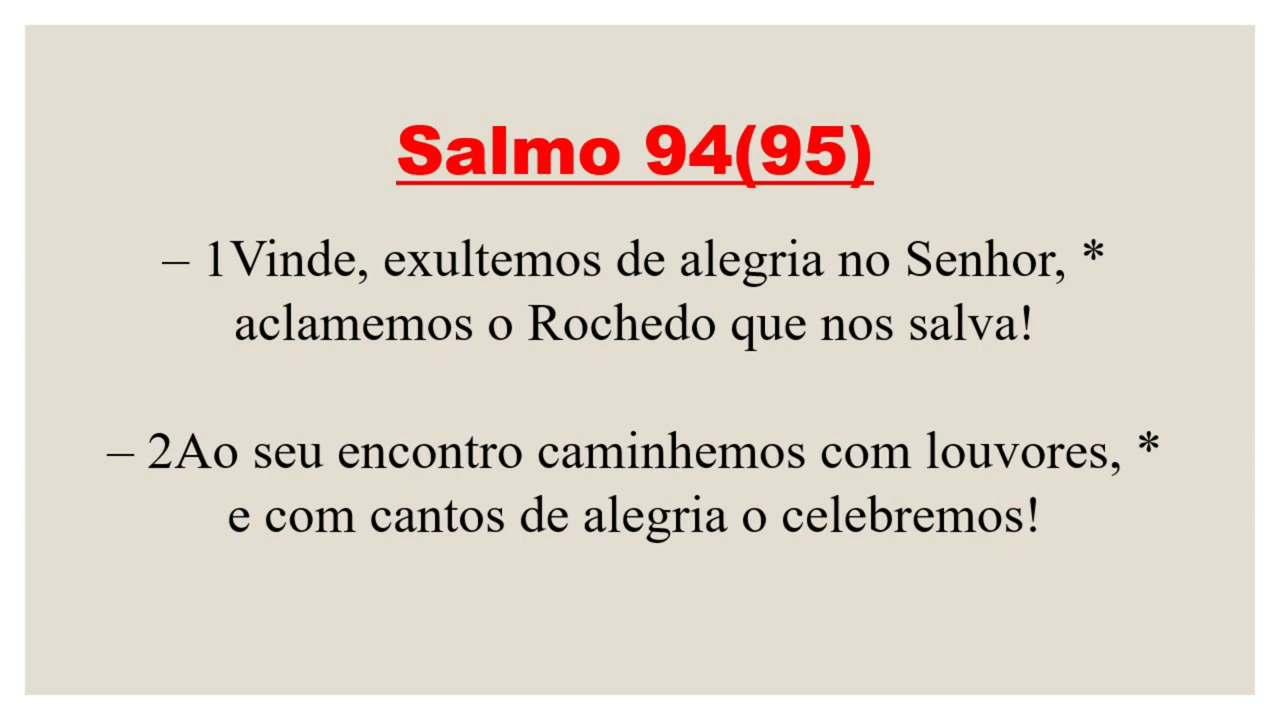 Salmo 94(95)
– 1Vinde, exultemos de alegria no Senhor, *
aclamemos o Rochedo que nos salva!
– 2Ao seu encontro caminhemos com louvores, *
e com cantos de alegria o celebremos!